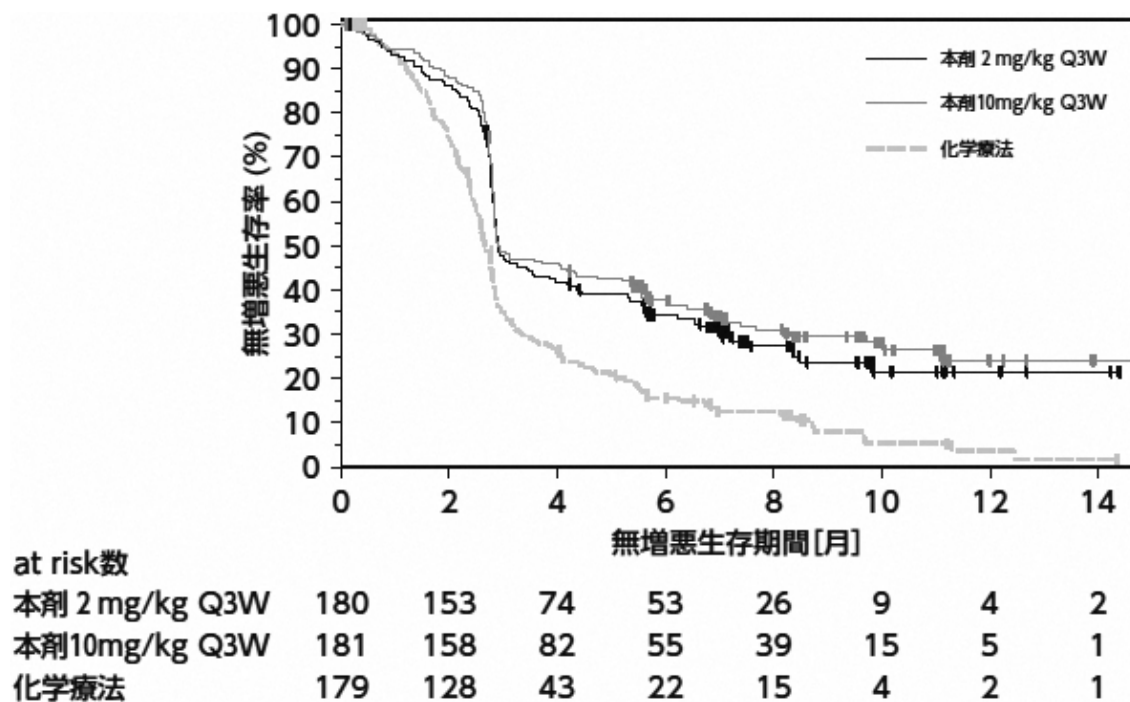 100
90
80
70
60
50
40
30
20
10
0
無増悪生存率(%)
本剤 2 mg/kg Q3W
本剤10mg/kg Q3W
化学療法
0 2 4 6 8 10 12 14
無増悪生存期間[月]
at risk数
本剤 2 mg/kg Q3W 180 153 74 53 26 9 4 2
本剤10mg/kg Q3W 181 158 82 55 39 15 5 1
化学療法 179 128 43 22 15 4 2 1